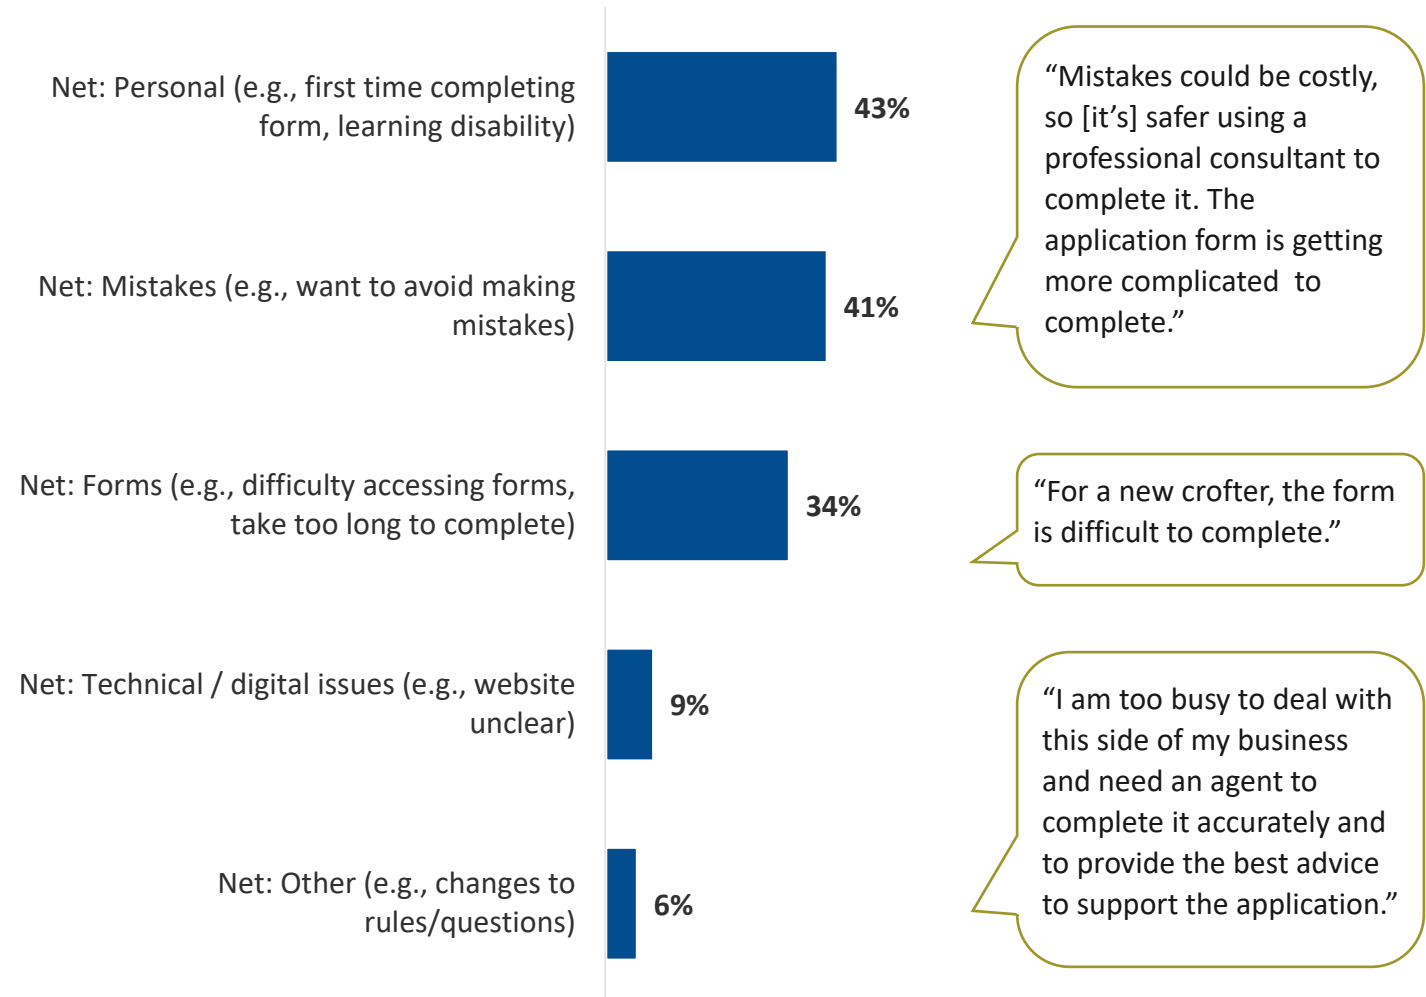 Net: Personal (e.g., first time completing
form, learning disability)
43%
“Mistakes could be costly,
so [it’s] safer using a
professional consultant to
complete it. The
application form is getting
more complicated  to
complete.”
Net: Mistakes (e.g., want to avoid making
mistakes)
41%
Net: Forms (e.g., difficulty accessing forms,
take too long to complete)
34%
“For a new crofter, the form
is difficult to complete.”
Net: Technical / digital issues (e.g., website
unclear)
9%
“I am too busy to deal with
this side of my business
and need an agent to
complete it accurately and
to provide the best advice
to support the application.”
Net: Other (e.g., changes to
rules/questions)
6%